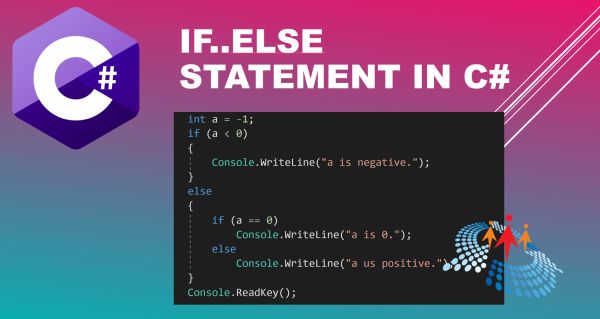 C#
IF..ELSE
STATEMENT IN C#
int a = -1;
if (a < 0)
{
Console.WriteLine("a is negative.");
}
else
{
if (a == 0)
Console.WriteLine("a is 0.");
else
Console.WriteLine("a us positive.")
}
Console.ReadKey();